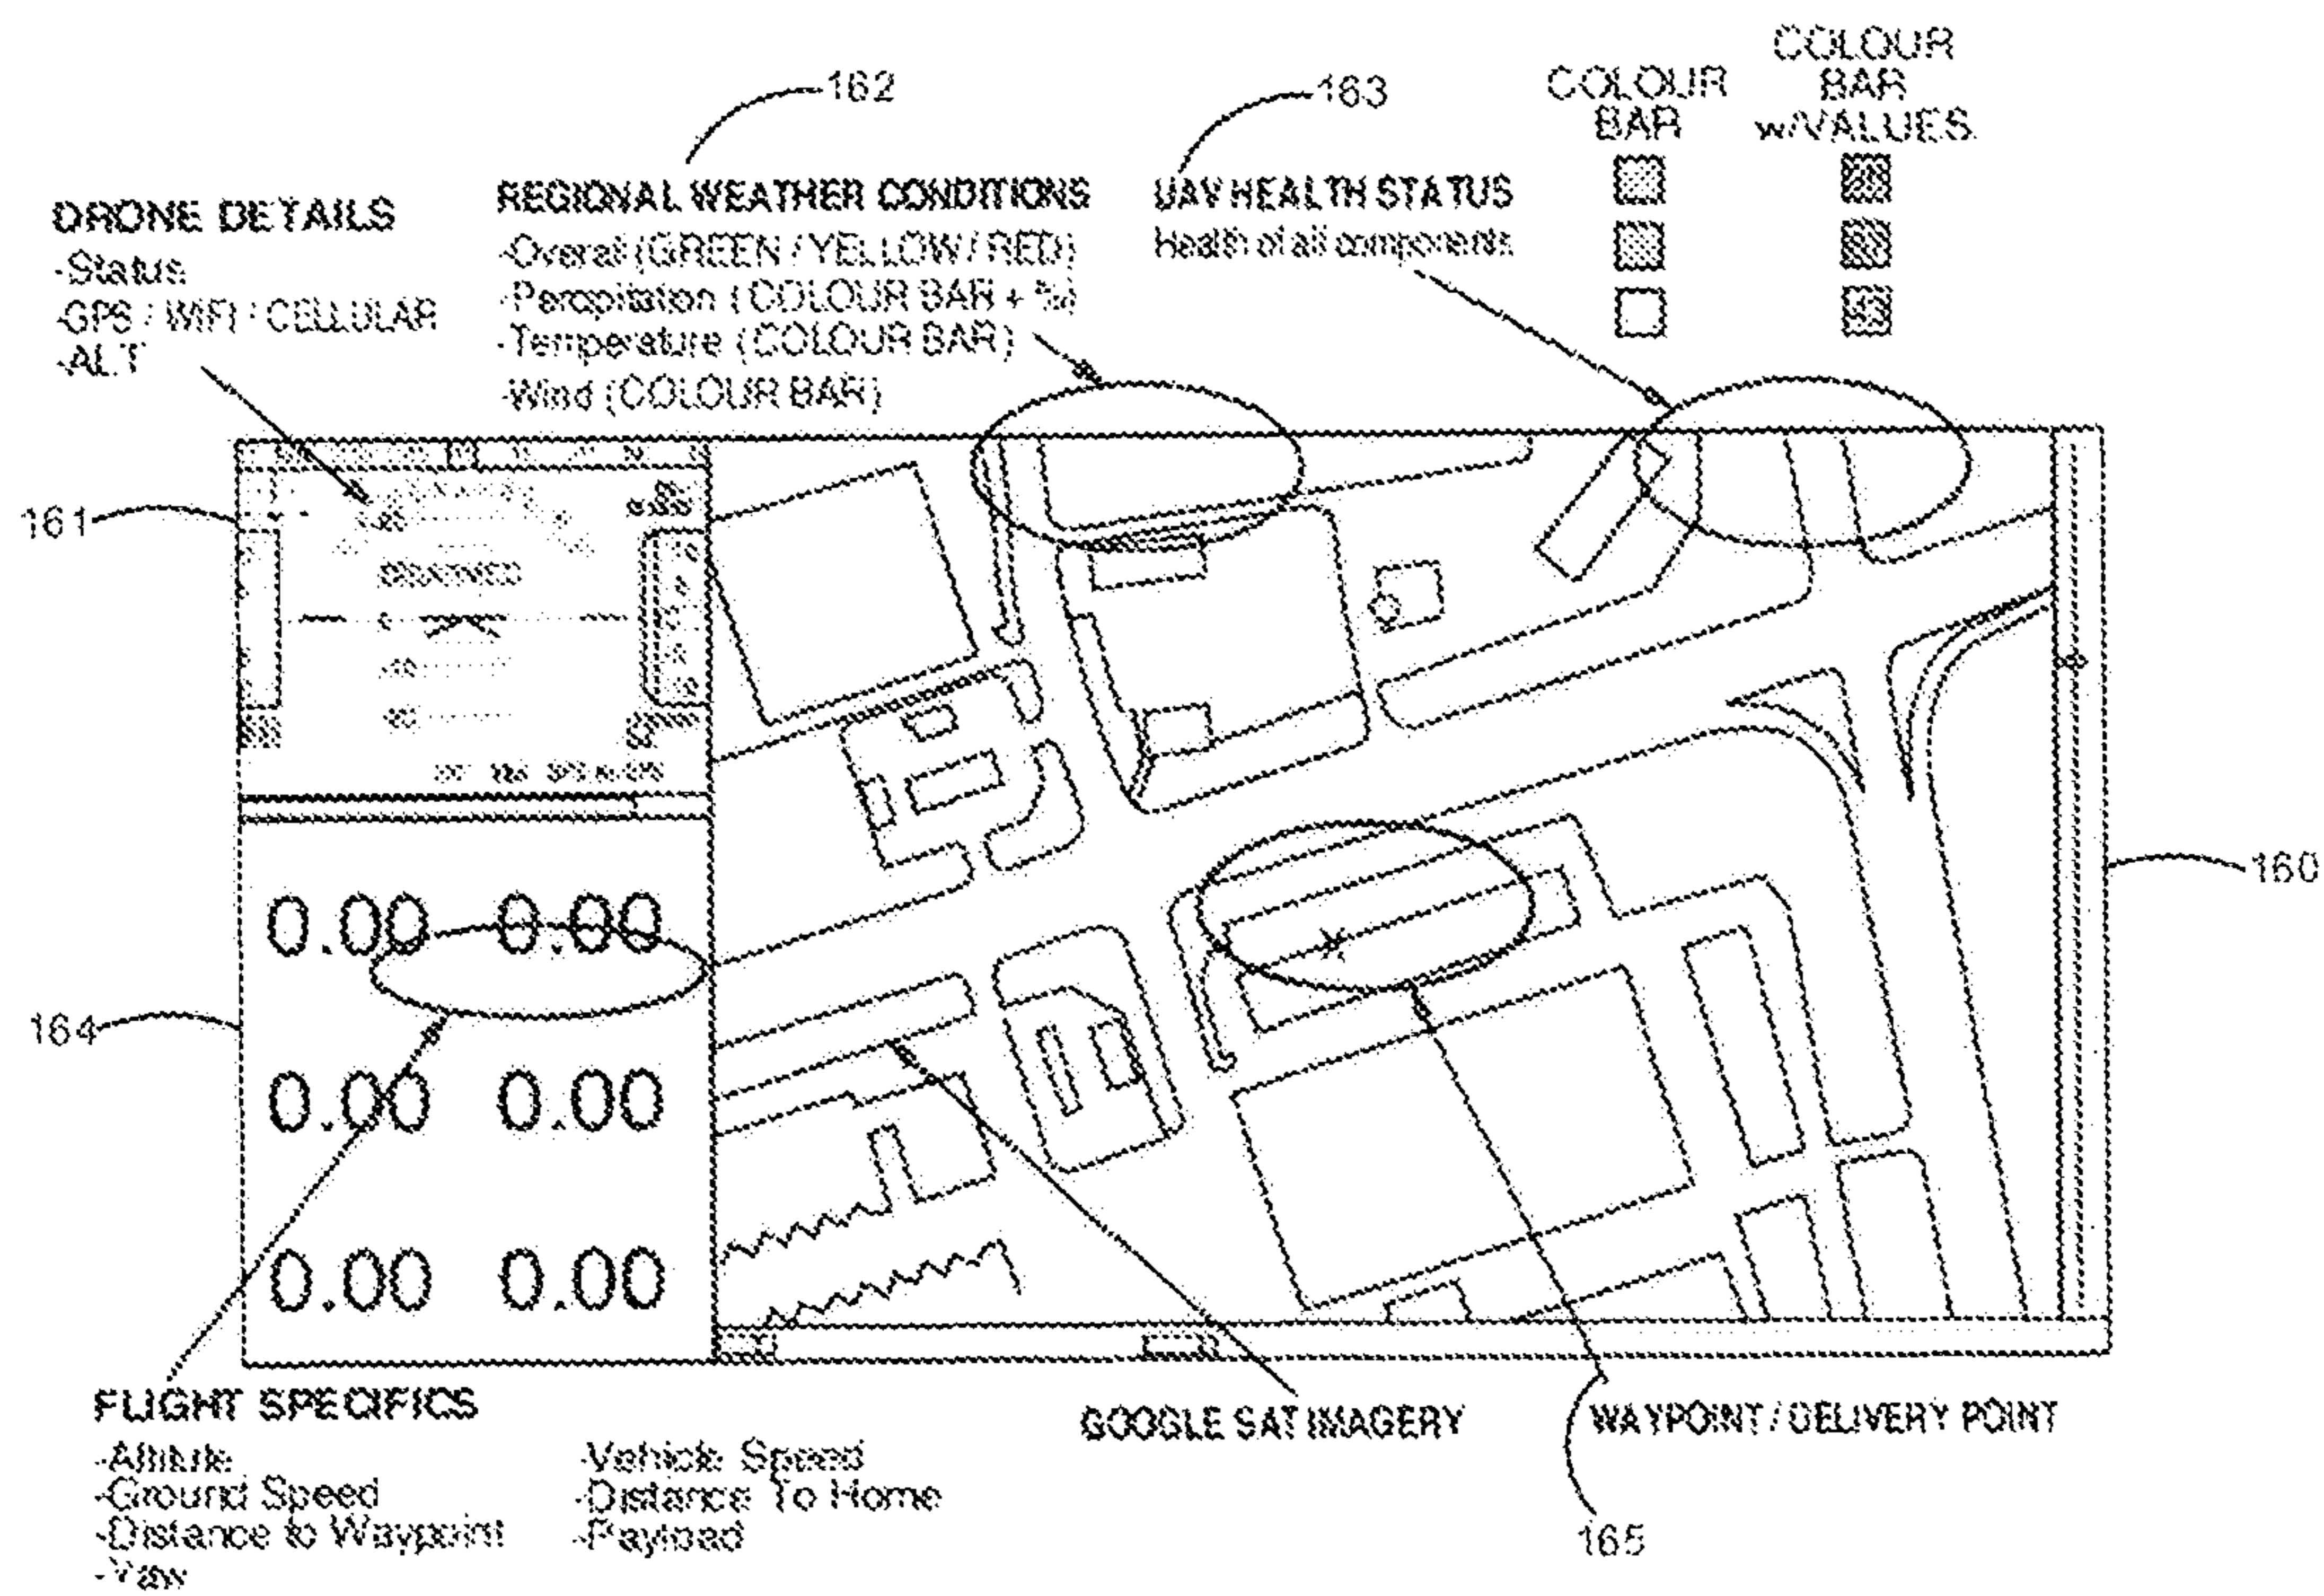 162
163
COLOUR
BAR
COLOUR
BAR
w/VALUES
DRONE DETAILS
-Status
-GPS / WIFI / CELLULAR
-ALT
REGIONAL WEATHER CONDITIONS
-Overall (GREEN / YELLOW / RED)
-Percipitation (COLOUR BAR + %)
-Temperature (COLOUR BAR)
-Wind (COLOUR BAR)
UAV HEALTH STATUS
Health of all components
161
DISARMED
160
0.00 0.00
164
0.00 0.00
0.00 0.00
FLIGHT SPECIFICS
-Altitude
-Ground Speed
-Distance to Waypoint
-Yaw
-Vehicle Speed
-Distance To Home
-Payload
GOOGLE SAT IMAGERY
WAYPOINT / DELIVERY POINT
165